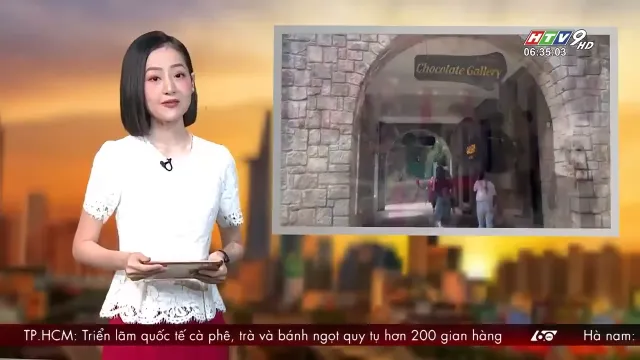 HTV9 HD
06:35:03
Chocolate Gallery
TP.HCM: Triển lãm quốc tế cà phê, trà và bánh ngọt quy tụ hơn 200 gian hàng
Hà nam: